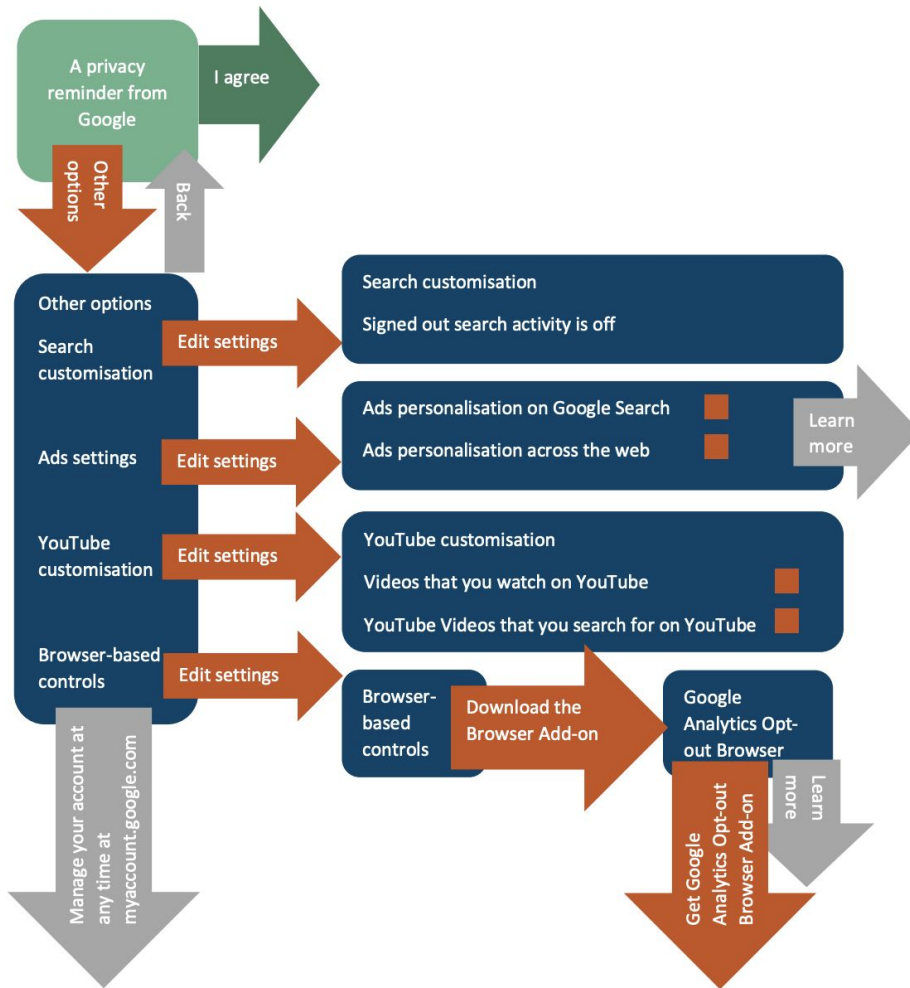 A privacy
reminder from
Google
I agree
Other
options
Back
Other options
Search
customisation
Edit settings
Search customisation
Signed out search activity is off
Ads settings
Edit settings
Ads personalisation on Google Search
Ads personalisation across the web
Learn
more
YouTube
customisation
Edit settings
YouTube customisation
Videos that you watch on YouTube
YouTube Videos that you search for on YouTube
Browser-based
controls
Edit settings
Browser-
based
controls
Download the
Browser Add-on
Google
Analytics Opt-
out Browser
Manage your account at
any time at
myaccount.google.com
Get Google
Analytics Opt-out
Browser Add-on
Learn
more